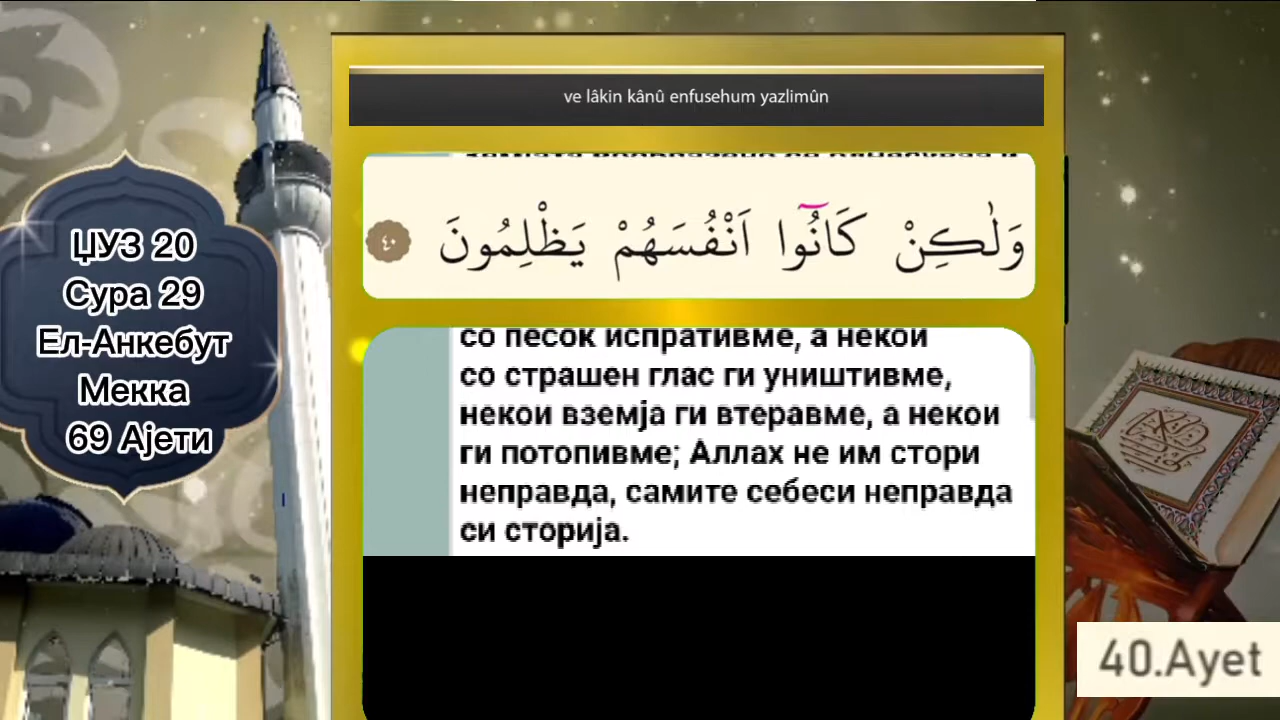 ve lâkin kânû enfusehum yazlimûn
وَلٰكِنْ كَانُٓوا اَنْفُسَهُمْ يَظْلِمُونَ ٤٠
ЏУЗ 20
Сура 29
Ел-Анкебут
Мекка
69 Ајети
со песок испративме, а некои
со страшен глас ги уништивме,
некои вземја ги втеравме, а некои
ги потопивме; Аллах не им стори
неправда, самите себеси неправда
си сторија.
40.Ayet